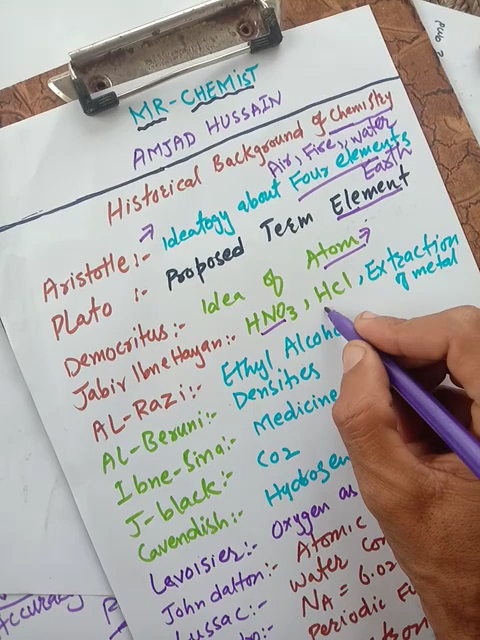 MR-CHEMIST
AMJAD HUSSAIN
Historical Background of Chemistry
Air, Fire, water
Earth
Aristotle:- Ideatogy about Four elements
Plato :- Proposed Term Element
Democritus:- Idea of Atom
Jabir Ibne Hayan:- HNO3, HCl, Extraction of metal
AL-Razi:- Ethyl Alcoho
AL-Beruni:- Densities
Ibne-Sina:- Medicine
J-black:- CO2
Cavendish:- Hydrogen
Lavoisier:- Oxygen as
John dalton:- Atomic
ussac:- water con
NA = 6.02
Periodic